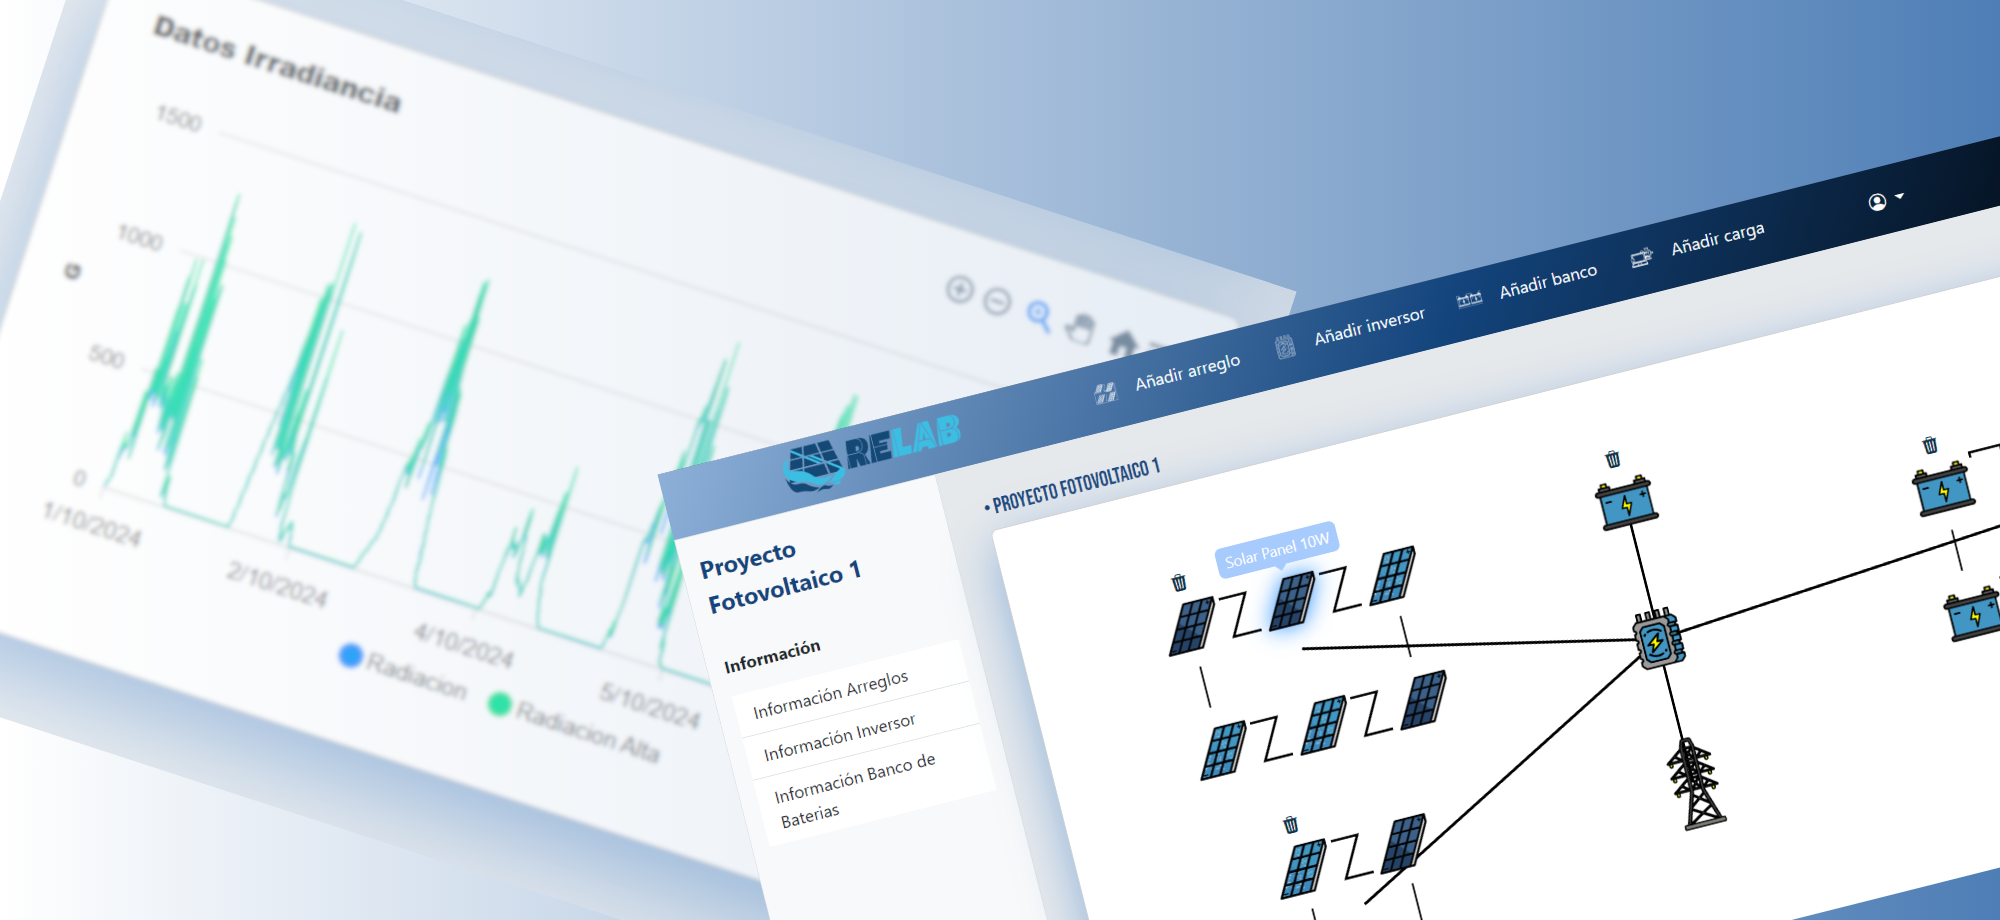 Datos Irradiancia
1500
1000
500
0
G
1/10/2024
2/10/2024
4/10/2024
5/10/2024
Radiacion
Radiacion Alta
RELAB
Añadir arreglo
Añadir inversor
Añadir banco
Añadir carga
Proyecto
Fotovoltaico 1
Información
Información Arreglos
Información Inversor
Información Banco de
Baterias
• PROYECTO FOTOVOLTAICO 1
Solar Panel 10W